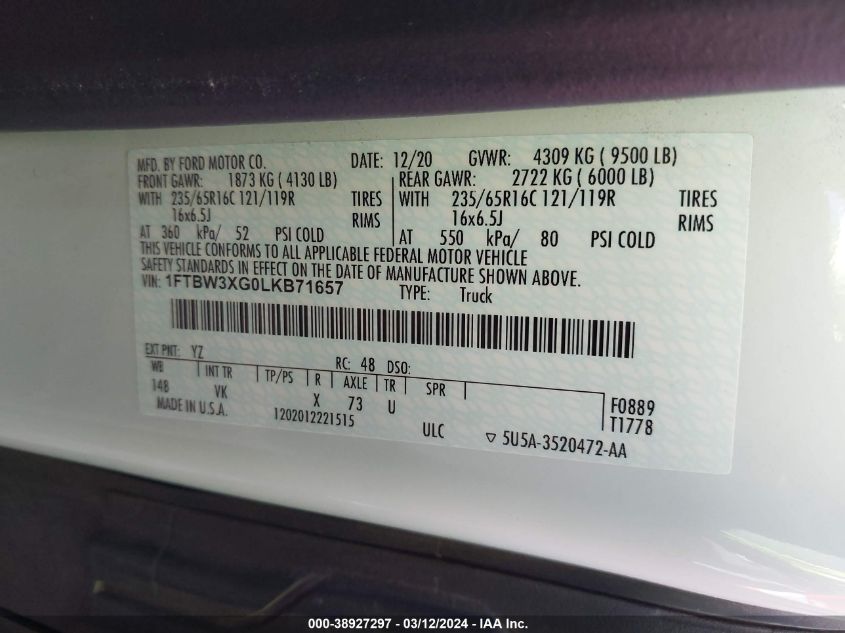 MFD. BY FORD MOTOR CO. DATE: 12/20 GVWR: 4309 KG ( 9500 LB)
FRONT GAWR: 1873 KG ( 4130 LB) REAR GAWR: 2722 KG ( 6000 LB)
WITH 235/65R16C 121/119R TIRES WITH 235/65R16C 121/119R TIRES
16x6.5J RIMS 16x6.5J RIMS
AT 360 kPa/ 52 PSI COLD AT 550 kPa/ 80 PSI COLD
THIS VEHICLE CONFORMS TO ALL APPLICABLE FEDERAL MOTOR VEHICLE
SAFETY STANDARDS IN EFFECT ON THE DATE OF MANUFACTURE SHOWN ABOVE.
VIN: 1FTBW3XG0LKB71657 TYPE: Truck
EXT PNT: YZ RC: 48 DSO:
WB INT TR TP/PS R AXLE TR SPR
148 VK X 73 U F0889
MADE IN U.S.A. 1202012221515 ULC T1778
▽ 5U5A-3520472-AA
000-38927297 - 03/12/2024 - IAA Inc.